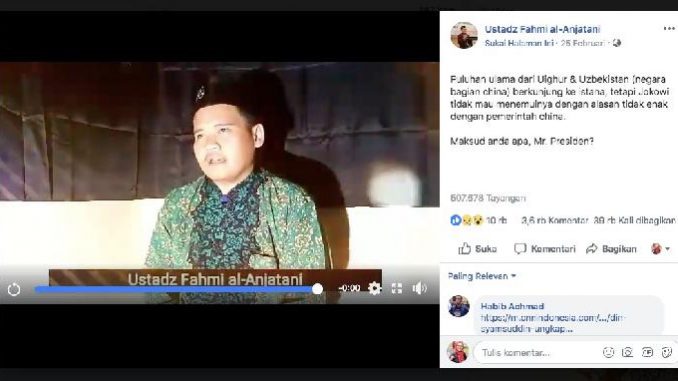 Ustadz Fahmi al-Anjatani
Sukai Halaman Ini · 25 Februari ·
Puluhan ulama dari Uighur & Uzbekistan (negara
bagian china) berkunjung ke istana, tetapi Jokowi
tidak mau menemuinya dengan alasan tidak enak
dengan pemerintah china.
Maksud anda apa, Mr. Presiden?
507.678 Tayangan
10 rb 3,6 rb Komentar 39 rb Kali dibagikan
Suka Komentari Bagikan
Paling Relevan
Habib Achmad
https://m.cnnindonesia.com/.../din-
syamsuddin-ungkap...
Tulis komentar...
Ustadz Fahmi al-Anjatani
-0:00